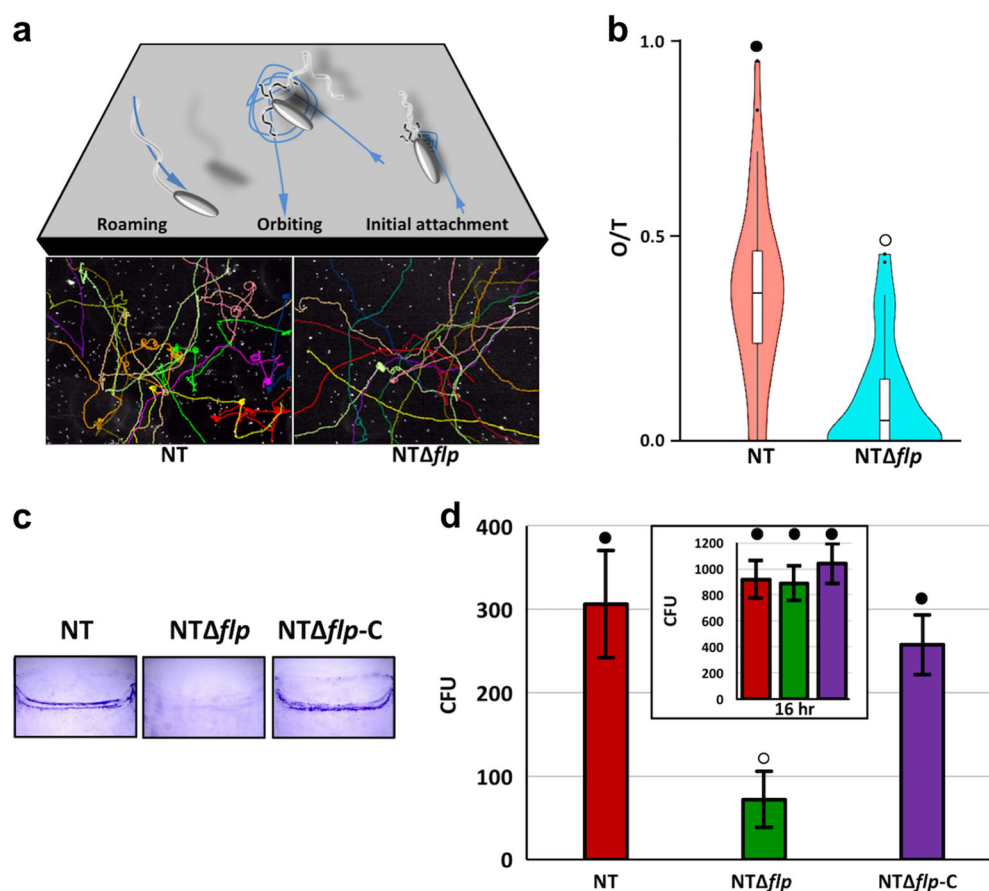 a
Roaming
Orbiting
Initial attachment
NT
NTΔflp
b
1.0
0.5
0.0
O/T
NT
NTΔflp
c
NT
NTΔflp
NTΔflp-C
d
400
300
200
100
0
CFU
1200
1000
800
600
400
200
0
CFU
16 hr
NT
NTΔflp
NTΔflp-C